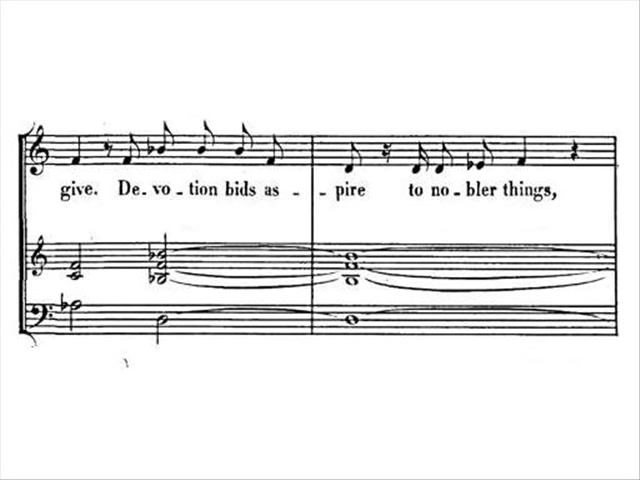 give. De-vo-tion bids as--pire to no-bler things,